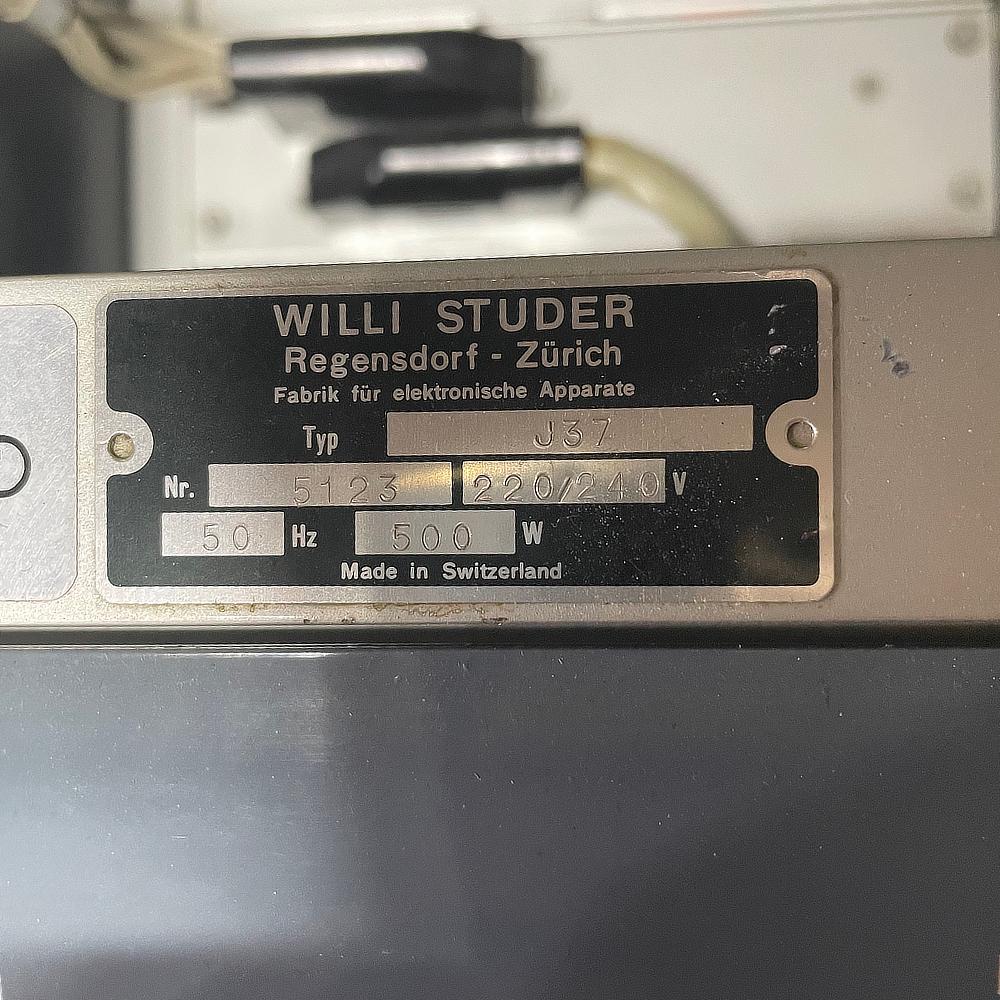 WILLI STUDER
Regensdorf - Zürich
Fabrik für elektronische Apparate
Typ J37
Nr. 5123 220/240 V
50 Hz 500 W
Made in Switzerland